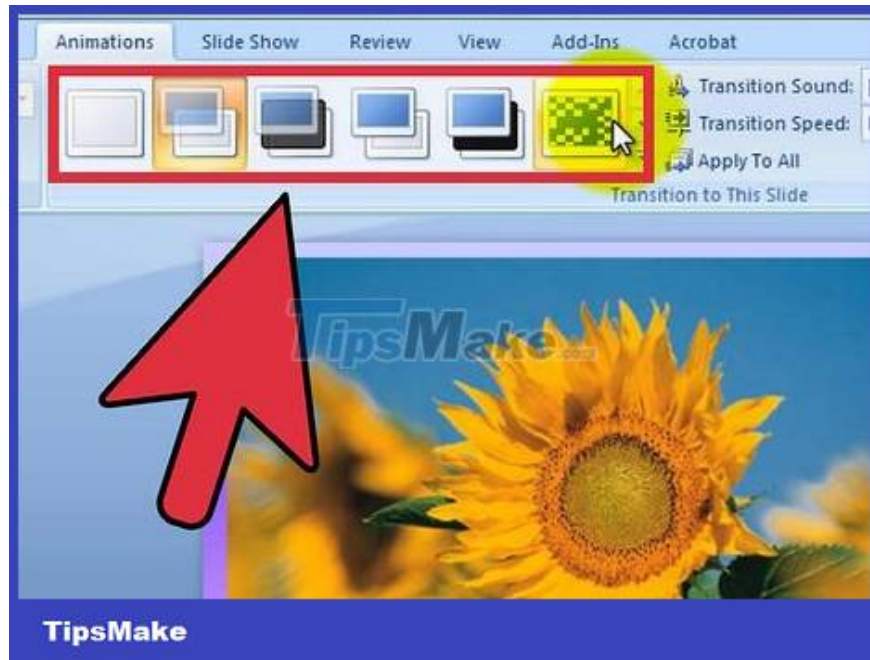 Animations Slide Show Review View Add-Ins Acrobat
Transition Sound:
Transition Speed:
Apply To All
Transition to This Slide
TipsMake.com
TipsMake